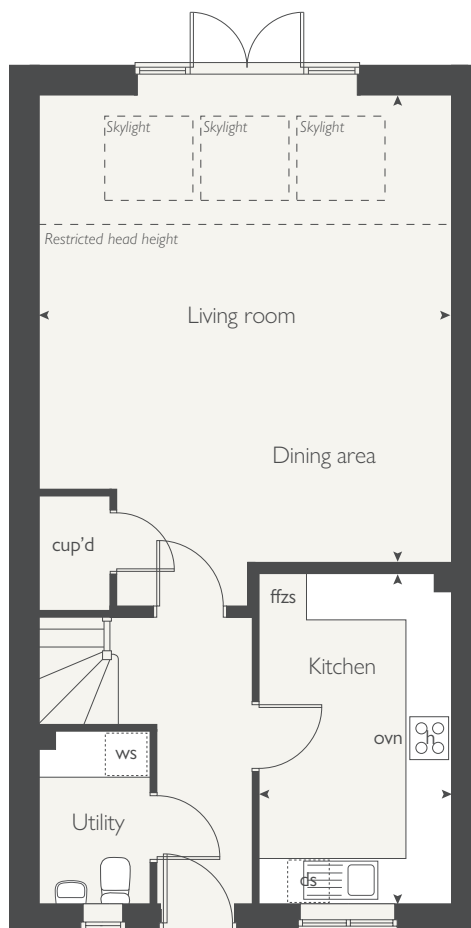 Skylight
Skylight
Skylight
Restricted head height
Living room
Dining area
cup'd
ffzs
Kitchen
ovn
h
ws
Utility
ds